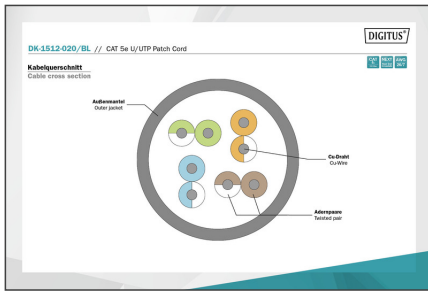 DIGITUS®
DK-1512-020/BL // CAT 5e U/UTP Patch Cord
Kabelquerschnitt
Cable cross section
Außenmantel
Outer jacket
Cu-Draht
Cu-Wire
Adernpaare
Twisted pair